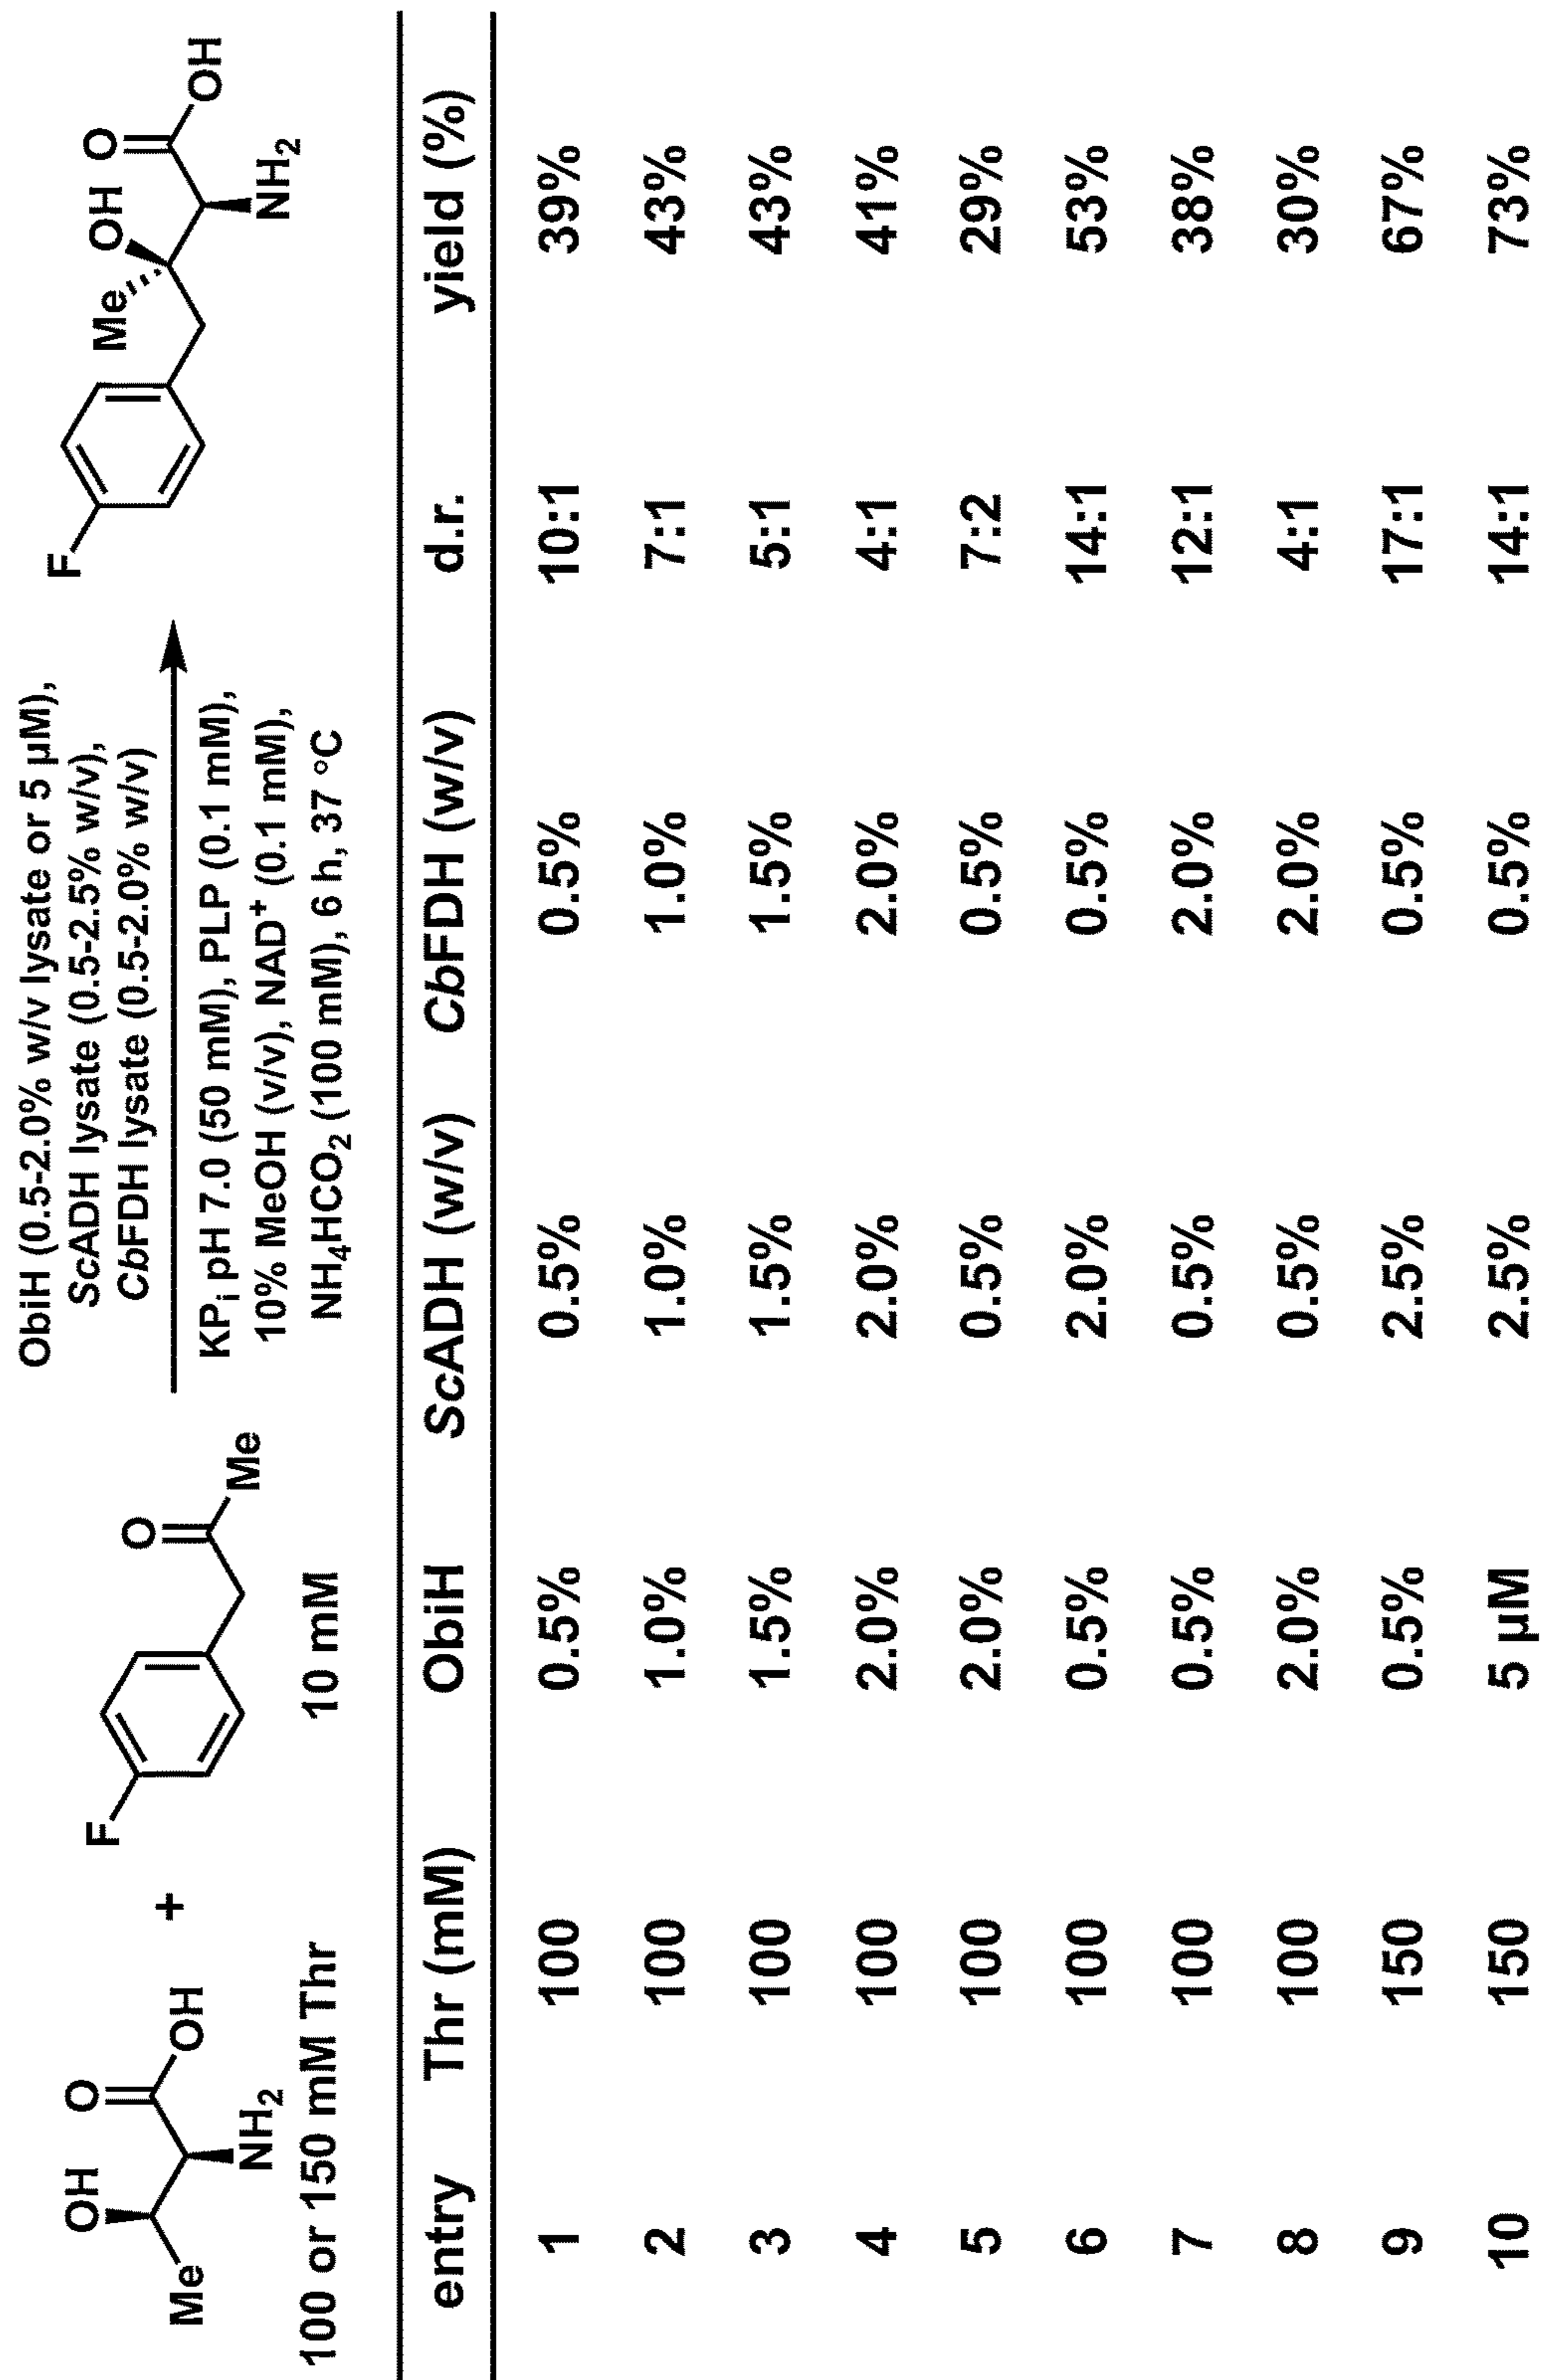 OH
O
Me
OH
NH2
100 or 150 mM Thr
+
F
O
Me
10 mM
ObiH (0.5-2.0% w/v lysate or 5 µM),
ScADH lysate (0.5-2.5% w/v),
CbFDH lysate (0.5-2.0% w/v)
KPi pH 7.0 (50 mM), PLP (0.1 mM),
10% MeOH (v/v), NAD+ (0.1 mM),
NH4HCO2 (100 mM), 6 h, 37 °C
F
Me
OH
O
OH
NH2
entry Thr (mM) ObiH ScADH (w/v) CbFDH (w/v) d.r. yield (%)
1 100 0.5% 0.5% 0.5% 10:1 39%
2 100 1.0% 1.0% 1.0% 7:1 43%
3 100 1.5% 1.5% 1.5% 5:1 43%
4 100 2.0% 2.0% 2.0% 4:1 41%
5 100 2.0% 0.5% 0.5% 7:2 29%
6 100 0.5% 2.0% 0.5% 14:1 53%
7 100 0.5% 0.5% 2.0% 12:1 38%
8 100 2.0% 0.5% 2.0% 4:1 30%
9 150 0.5% 2.5% 0.5% 17:1 67%
10 150 5 µM 2.5% 0.5% 14:1 73%